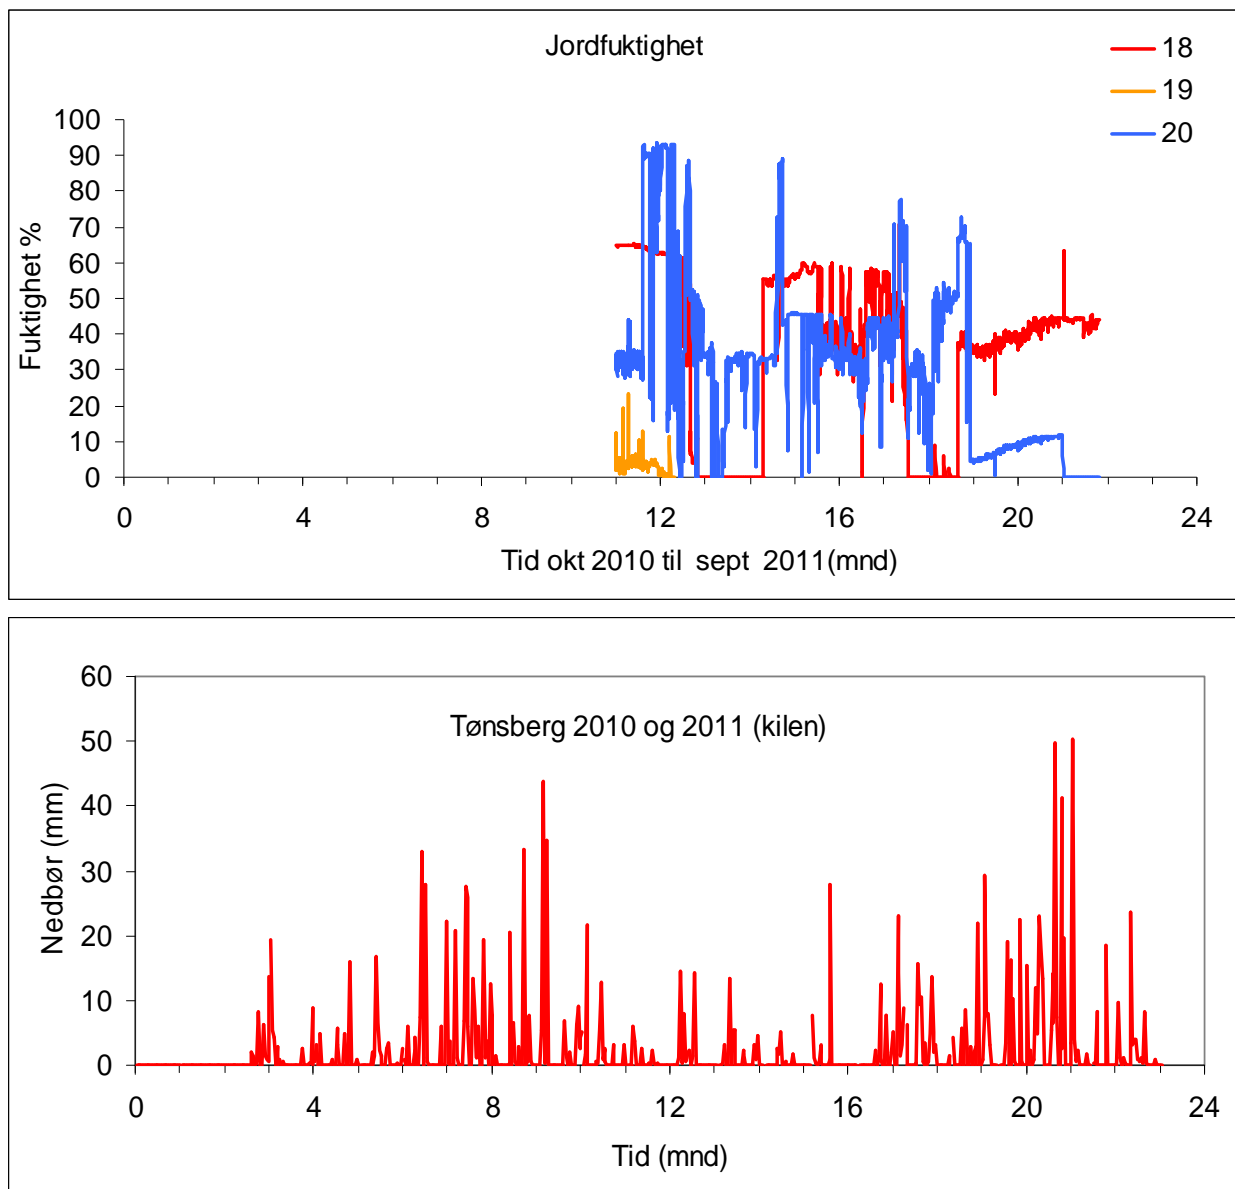 Jordfuktighet
18
19
20
Fuktighet %
100
90
80
70
60
50
40
30
20
10
0
0 4 8 12 16 20 24
Tid okt 2010 til sept 2011(mnd)
Tønsberg 2010 og 2011 (kilen)
Nedbør (mm)
60
50
40
30
20
10
0
0 4 8 12 16 20 24
Tid (mnd)